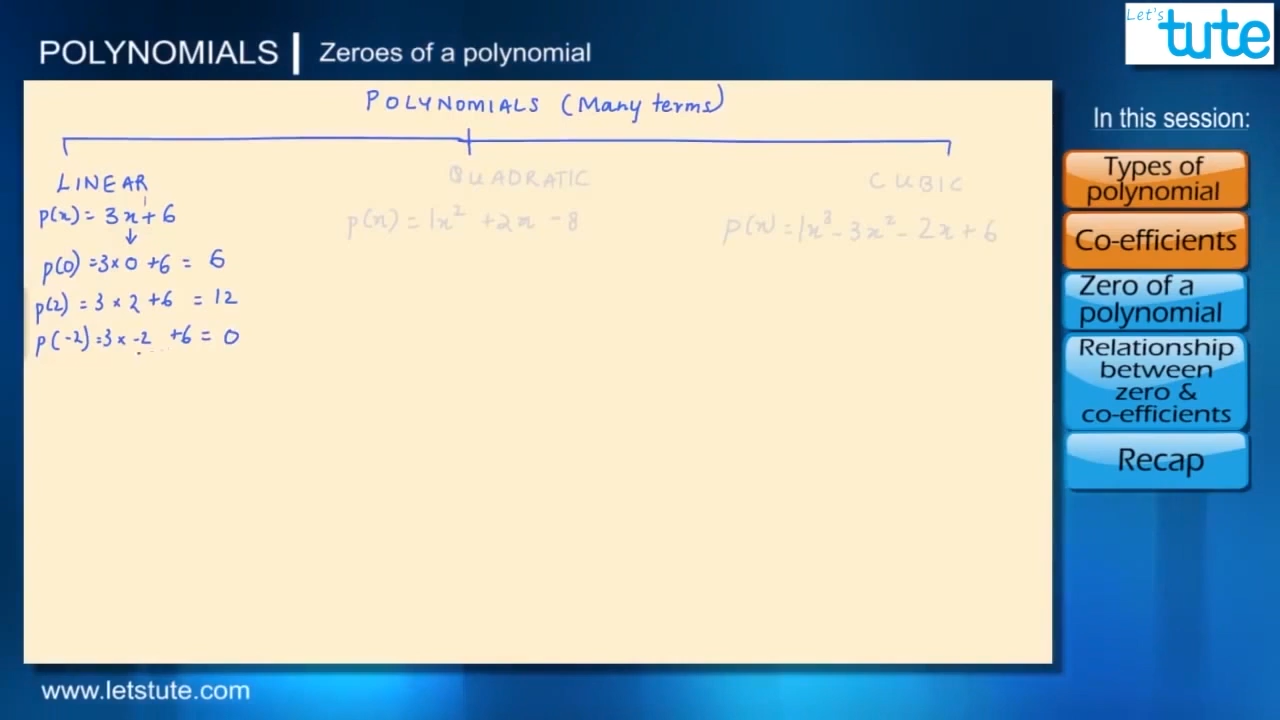 Let's
tute
POLYNOMIALS | Zeroes of a polynomial
POLYNOMIALS (Many terms)
LINEAR
p(x) = 3x + 6
p(0) = 3 × 0 + 6 = 6
p(2) = 3 × 2 + 6 = 12
p(-2) = 3 × -2 + 6 = 0
QUADRATIC
p(x) = 1x² + 2x - 8
CUBIC
p(x) = 1x³ - 3x² - 2x + 6
In this session:
Types of
polynomial
Co-efficients
Zero of a
polynomial
Relationship
between
zero &
co-efficients
Recap
www.letstute.com